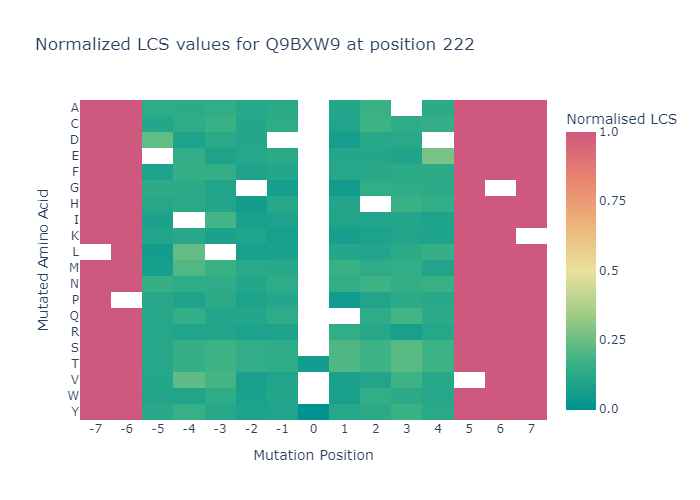 Normalized LCS values for Q9BXW9 at position 222
Normalised LCS
Mutated Amino Acid
A
C
D
E
F
G
H
I
K
L
M
N
P
Q
R
S
T
V
W
Y
-7 -6 -5 -4 -3 -2 -1 0 1 2 3 4 5 6 7
Mutation Position
1.0
0.75
0.5
0.25
0.0